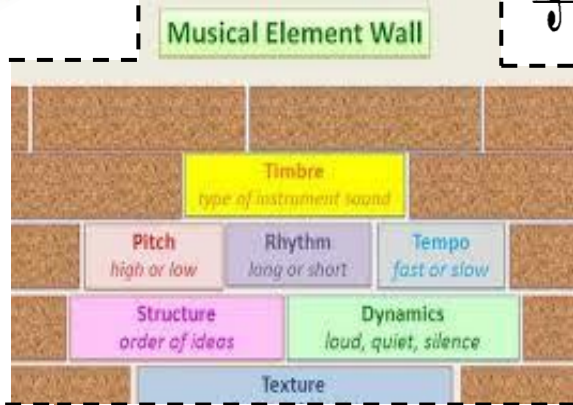 Musical Element Wall
Timbre
type of instrument sound
Pitch
high or low
Rhythm
long or short
Tempo
fast or slow
Structure
order of ideas
Dynamics
loud, quiet, silence
Texture